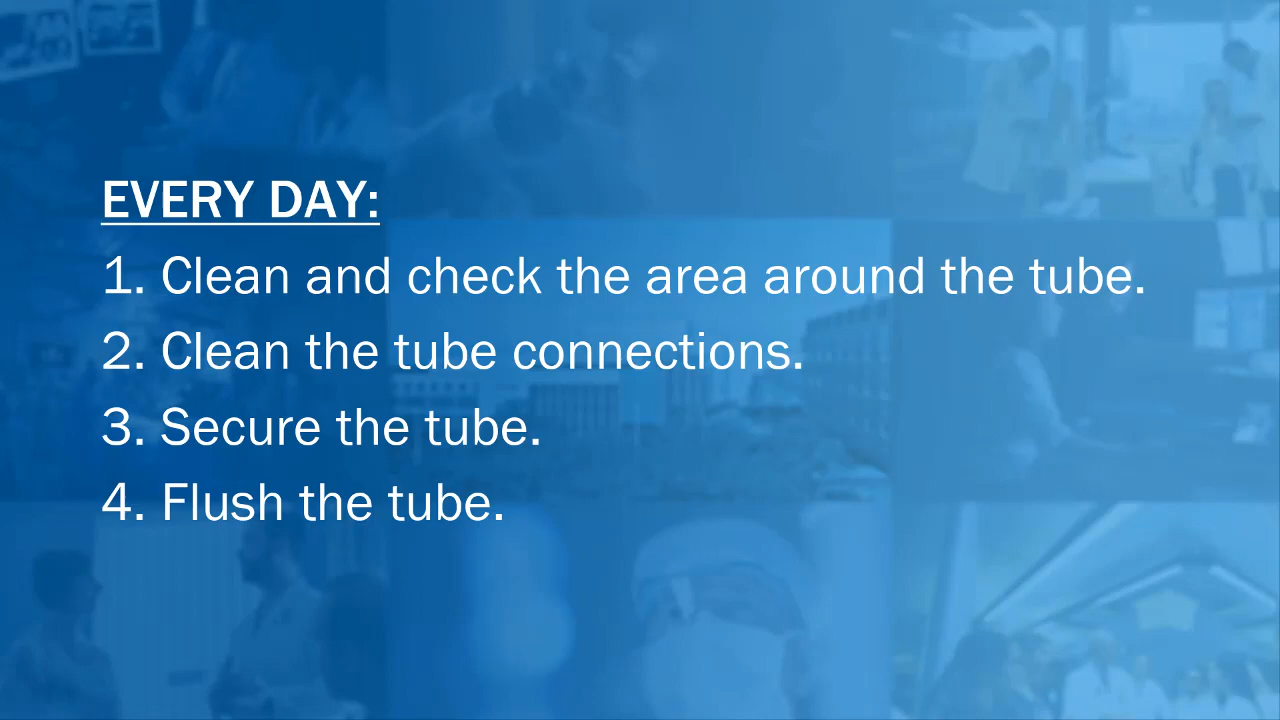 EVERY DAY:
1. Clean and check the area around the tube.
2. Clean the tube connections.
3. Secure the tube.
4. Flush the tube.